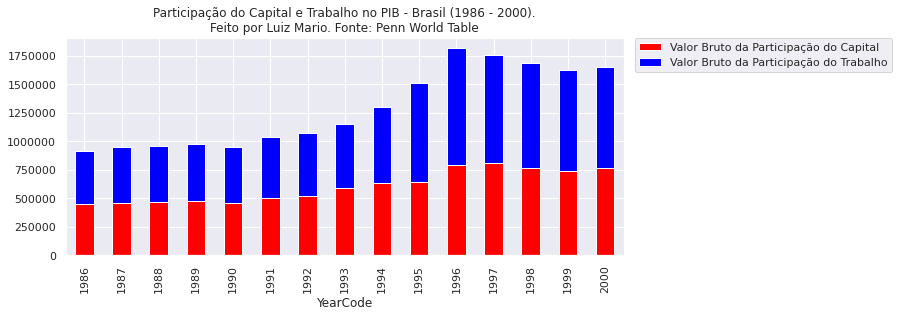 Participação do Capital e Trabalho no PIB - Brasil (1986 - 2000).
Feito por Luiz Mario. Fonte: Penn World Table
Valor Bruto da Participação do Capital
Valor Bruto da Participação do Trabalho
1750000
1500000
1250000
1000000
750000
500000
250000
0
1986 1987 1988 1989 1990 1991 1992 1993 1994 1995 1996 1997 1998 1999 2000
YearCode